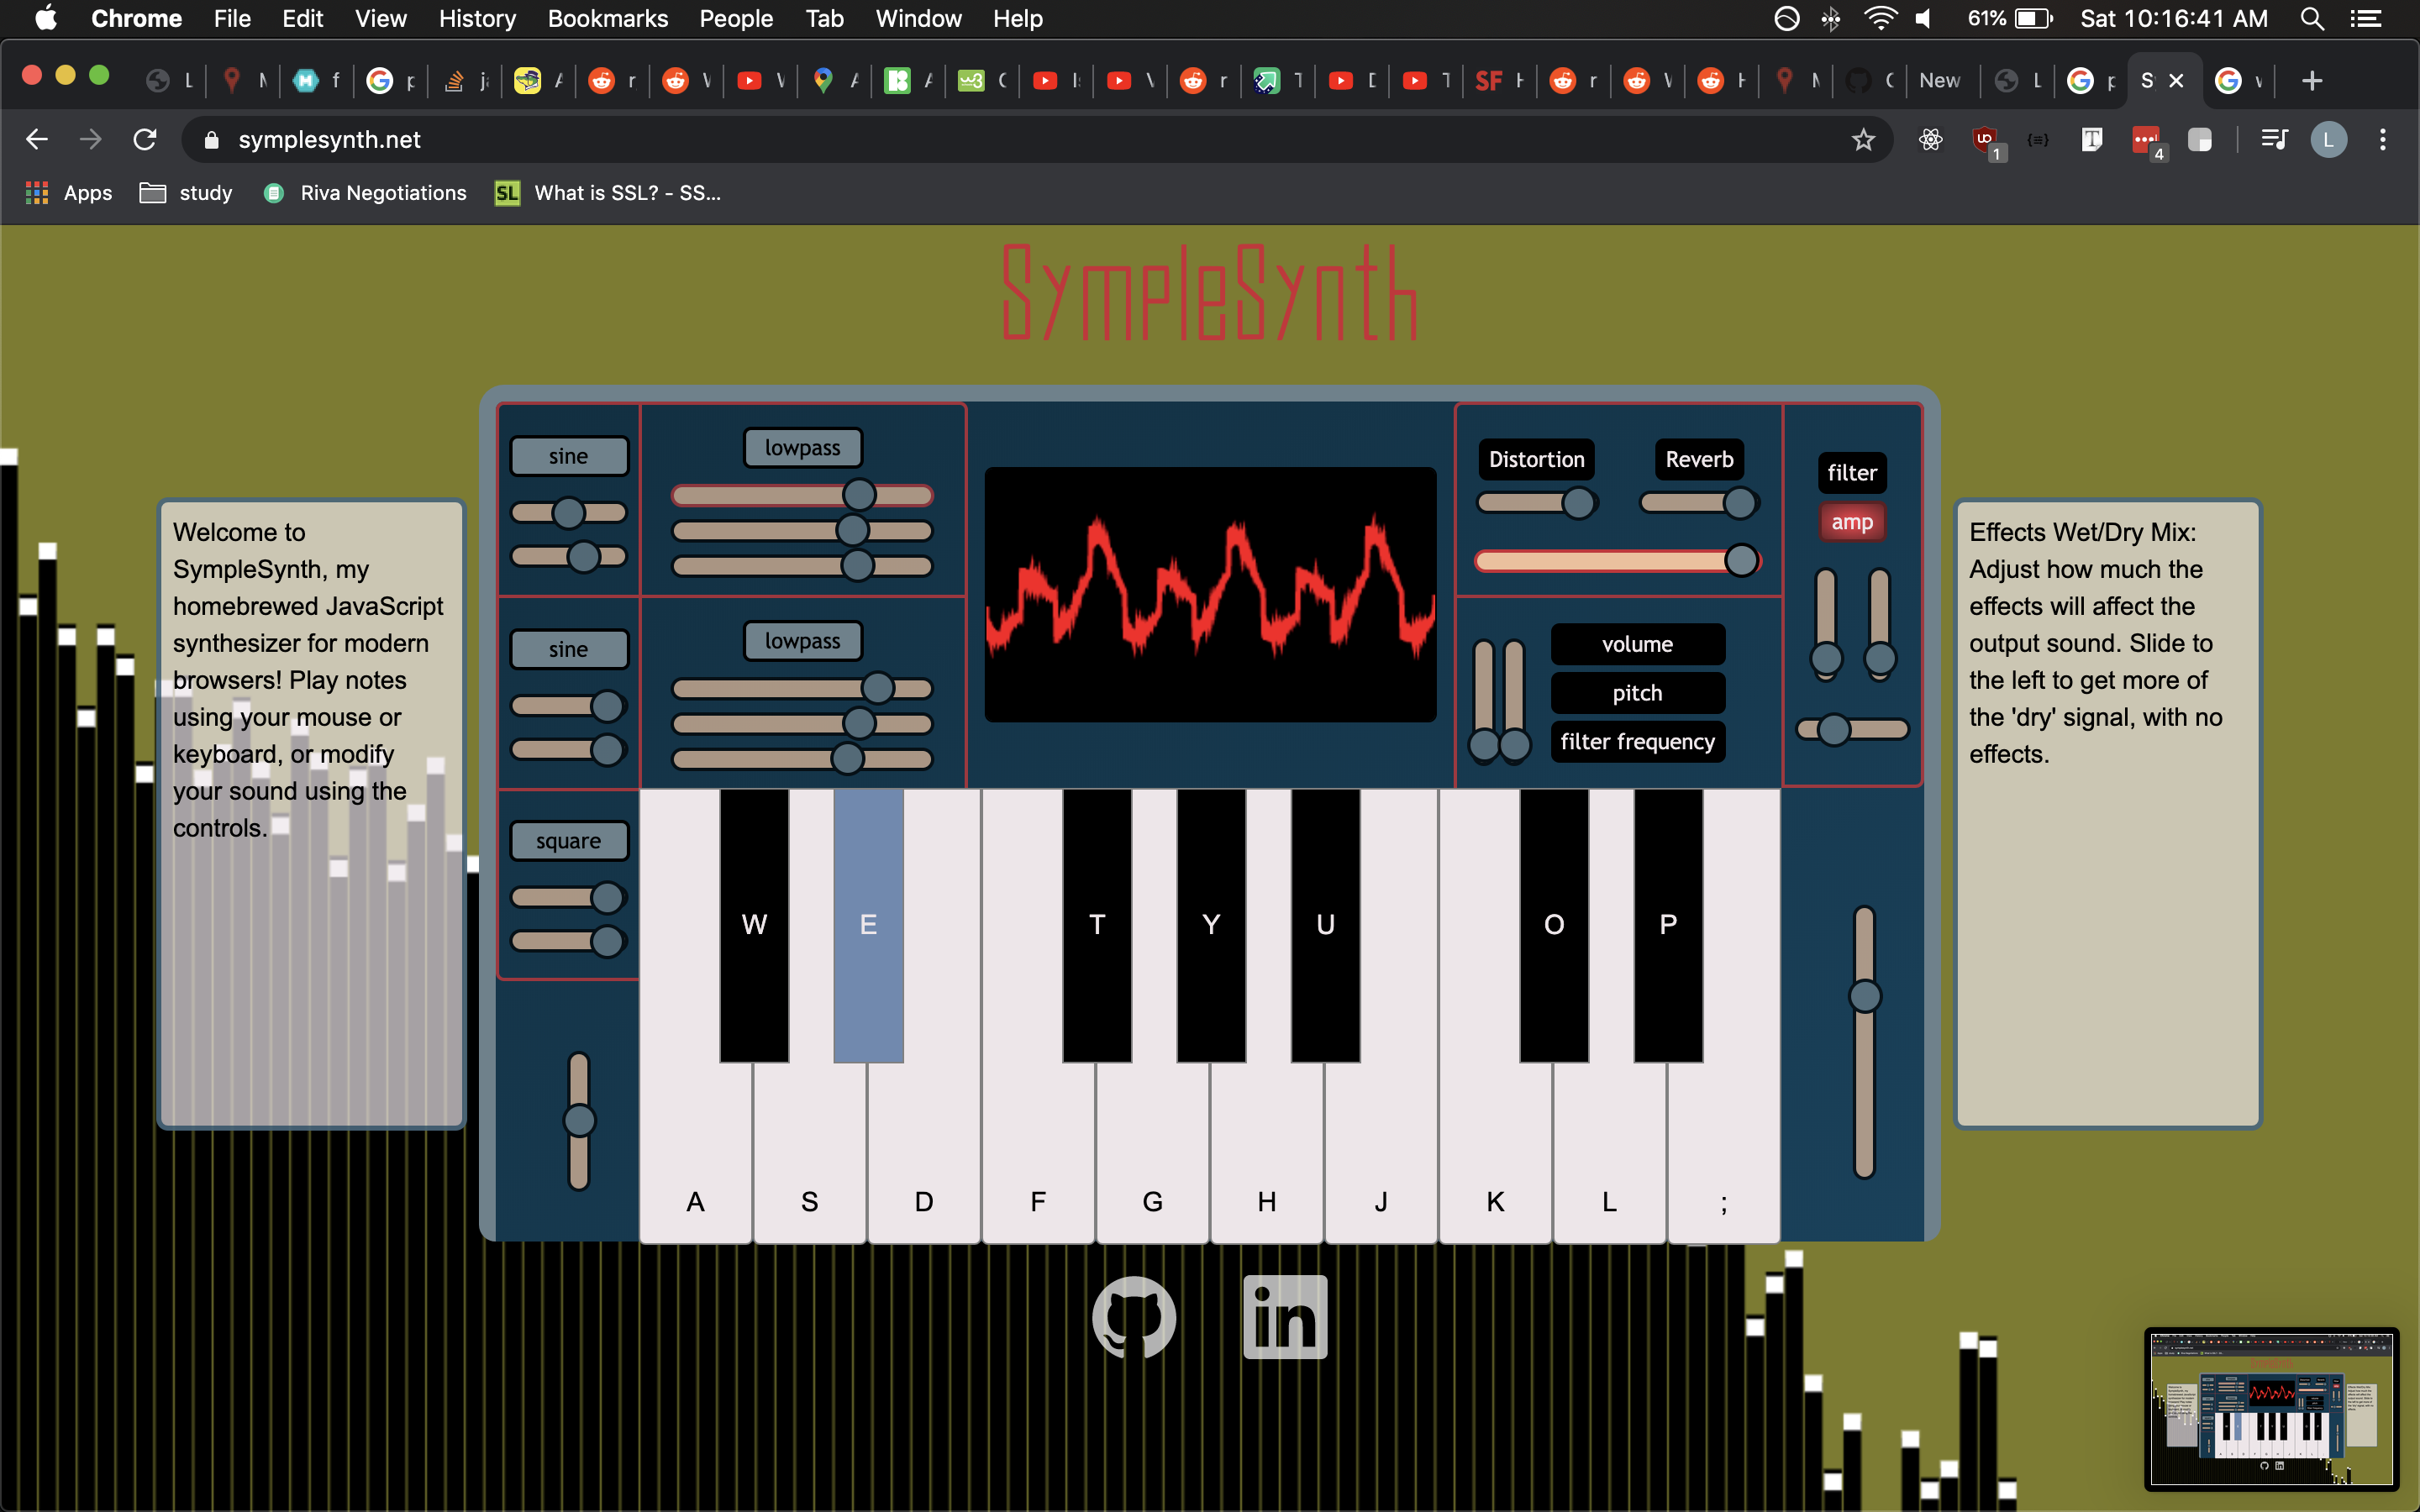 Chrome File Edit View History Bookmarks People Tab Window Help 61% Sat 10:16:41 AM
New
symplesynth.net
Apps study Riva Negotiations SL What is SSL? - SS...
SympleSynth
Welcome to
SympleSynth, my
homebrewed JavaScript
synthesizer for modern
browsers! Play notes
using your mouse or
keyboard, or modify
your sound using the
controls.
sine
lowpass
sine
lowpass
square
Distortion Reverb
volume
pitch
filter frequency
filter
amp
W E T Y U O P
A S D F G H J K L ;
Effects Wet/Dry Mix:
Adjust how much the
effects will affect the
output sound. Slide to
the left to get more of
the 'dry' signal, with no
effects.
in